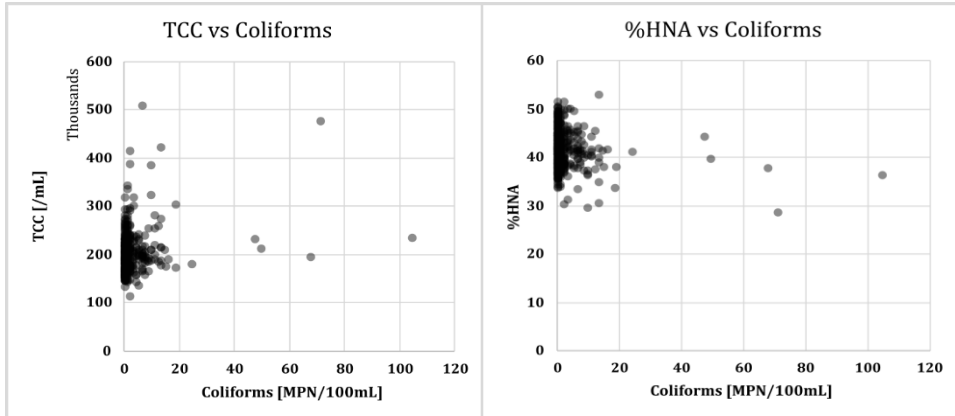 TCC vs Coliforms
Thousands
TCC [/mL]
600
500
400
300
200
100
0
0 20 40 60 80 100 120
Coliforms [MPN/100mL]
%HNA vs Coliforms
%HNA
60
50
40
30
20
10
0
0 20 40 60 80 100 120
Coliforms [MPN/100mL]